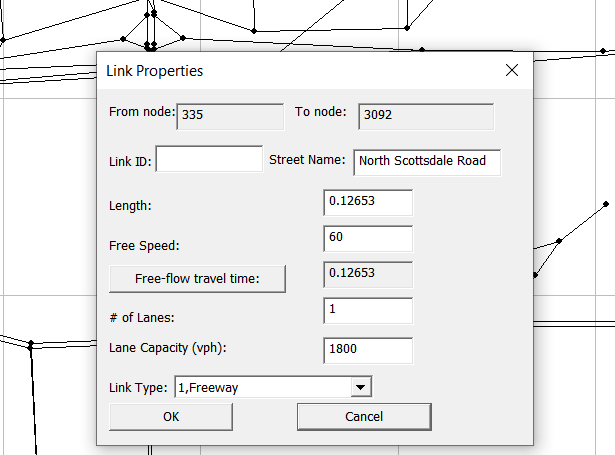 Link Properties
From node: 335 To node: 3092
Link ID: Street Name: North Scottsdale Road
Length: 0.12653
Free Speed: 60
Free-flow travel time: 0.12653
# of Lanes: 1
Lane Capacity (vph): 1800
Link Type: 1,Freeway
OK Cancel